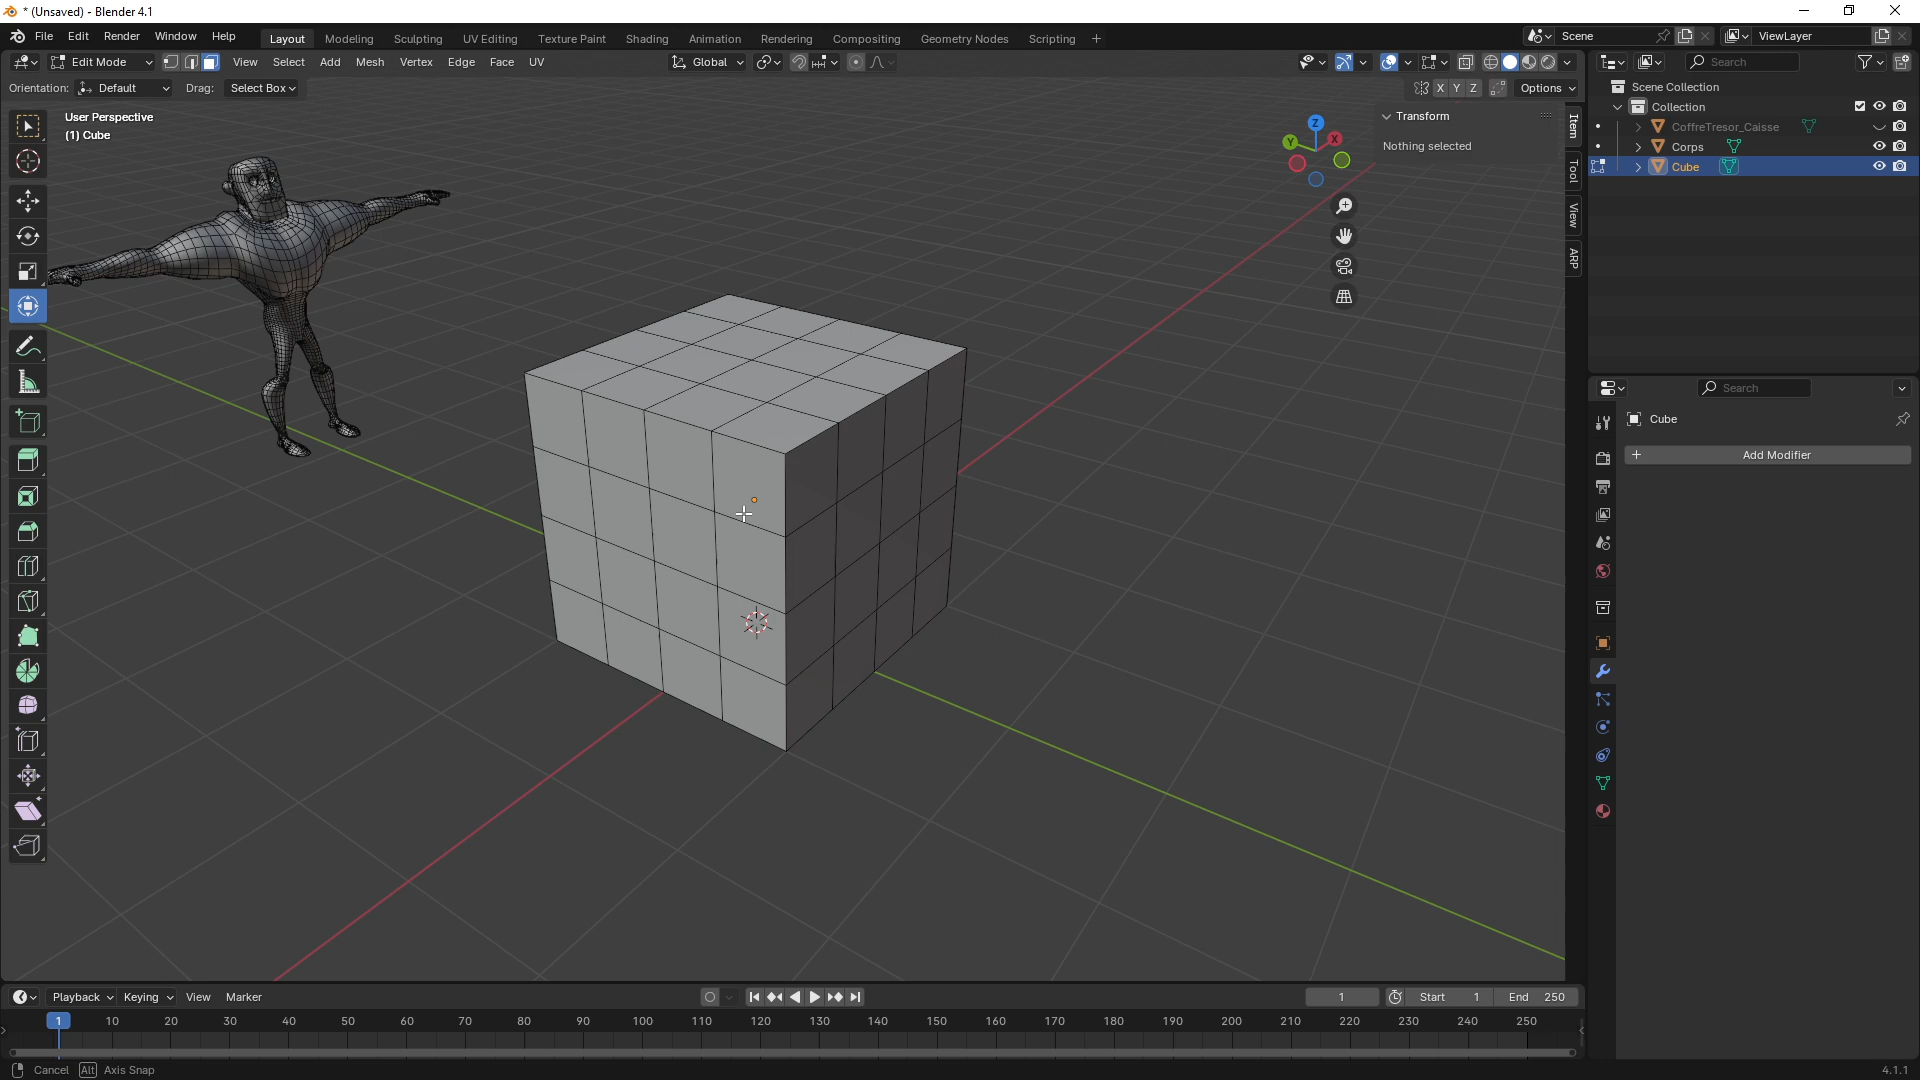 * (Unsaved) - Blender 4.1
File Edit Render Window Help Layout Modeling Sculpting UV Editing Texture Paint Shading Animation Rendering Compositing Geometry Nodes Scripting + Scene ViewLayer
Edit Mode View Select Add Mesh Vertex Edge Face UV Global Search
Orientation: Default Drag: Select Box X Y Z Options
Scene Collection
Collection
CoffreTresor_Caisse
Corps
Cube
User Perspective
(1) Cube
Z
Y
X
Transform
Nothing selected
Item
Tool
View
ARP
Search
Cube
+ Add Modifier
Playback Keying View Marker 1 Start 1 End 250
1 10 20 30 40 50 60 70 80 90 100 110 120 130 140 150 160 170 180 190 200 210 220 230 240 250
Cancel Alt Axis Snap 4.1.1